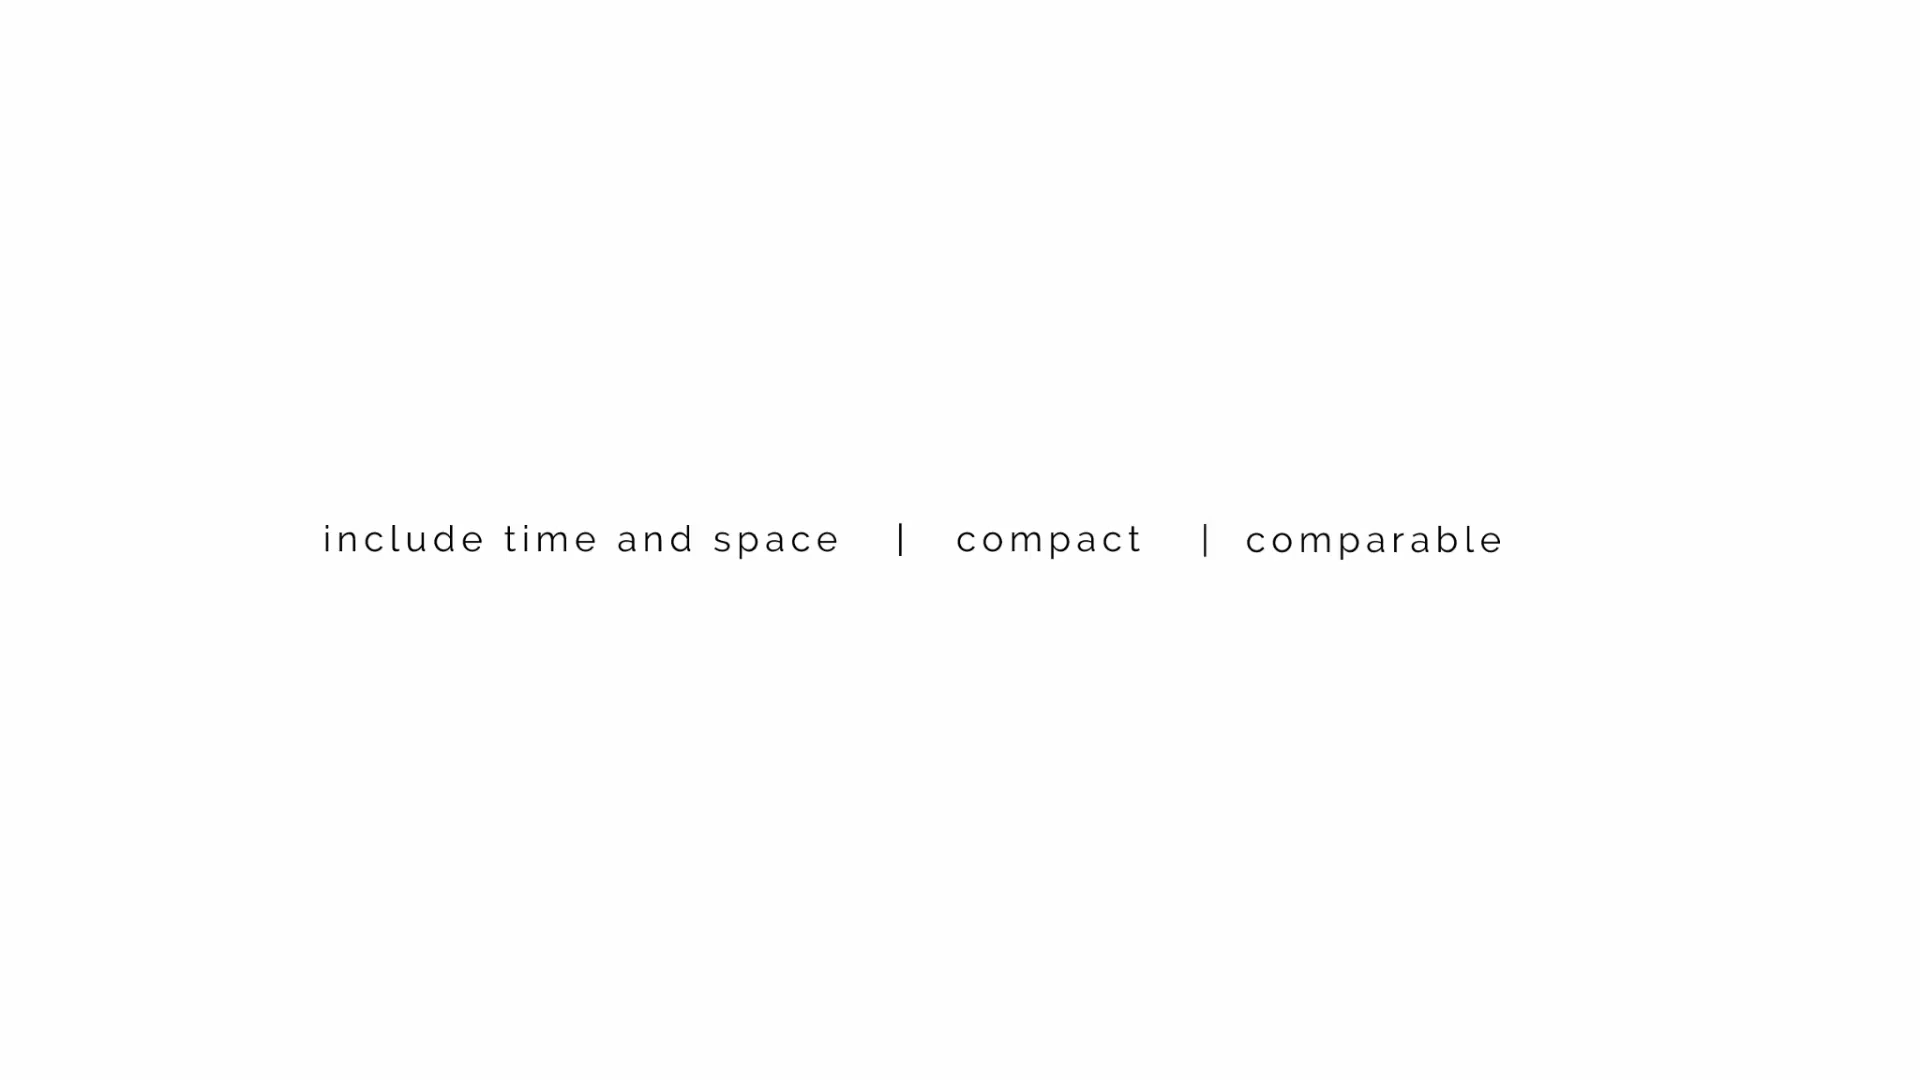 include time and space | compact | comparable